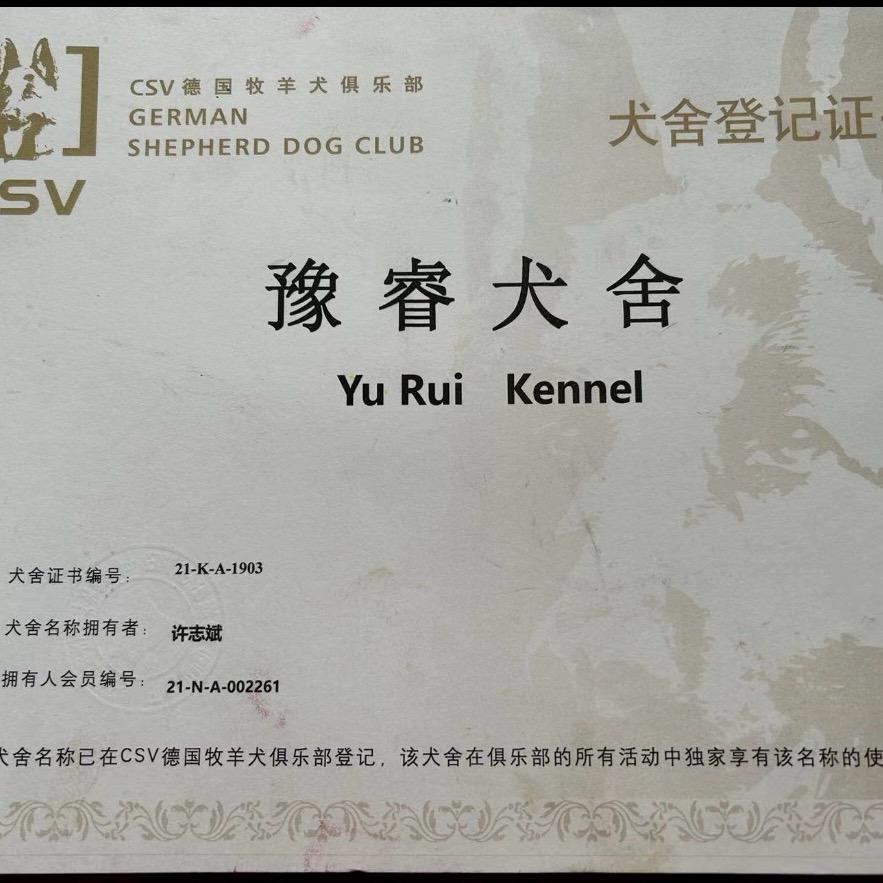 CSV德国牧羊犬俱乐部
GERMAN
SHEPHERD DOG CLUB
SV
犬舍登记证
豫睿犬舍
Yu Rui Kennel
犬舍证书编号: 21-K-A-1903
犬舍名称拥有者: 许志斌
拥有人会员编号: 21-N-A-002261
犬舍名称已在CSV德国牧羊犬俱乐部登记，该犬舍在俱乐部的所有活动中独家享有该名称的使